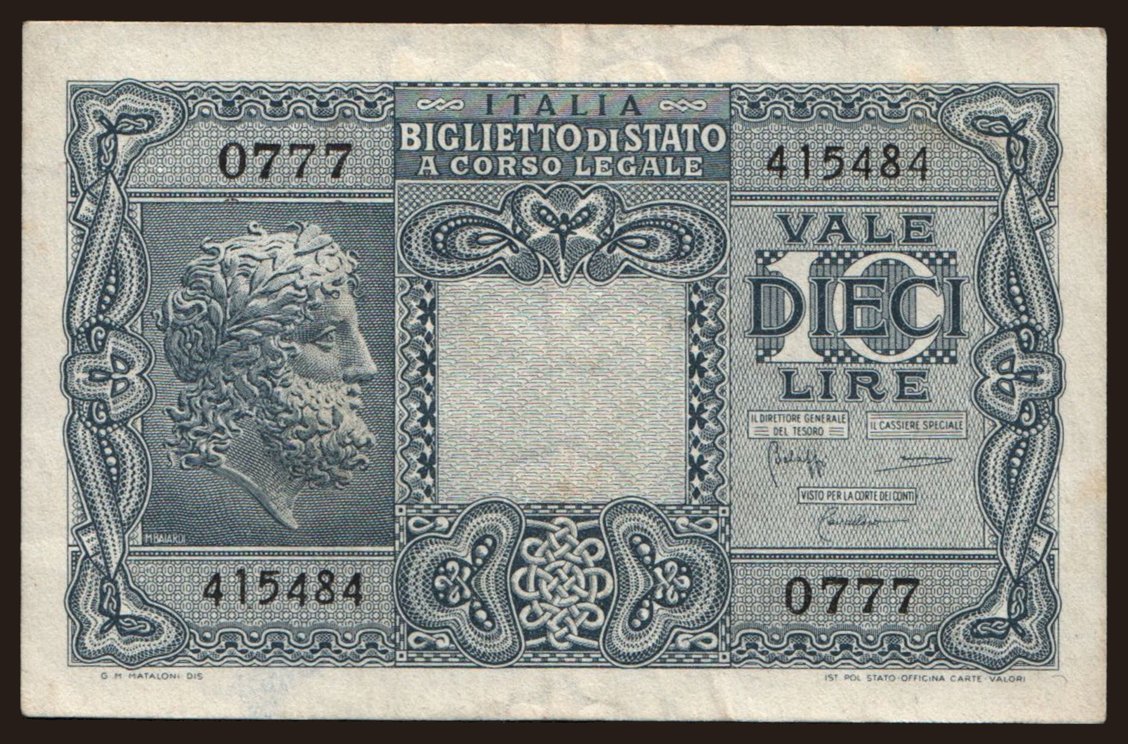 ITALIA
BIGLIETTO DI STATO
A CORSO LEGALE
0777
415484
VALE
10
DIECI
LIRE
IL DIRETTORE GENERALE
DEL TESORO
IL CASSIERE SPECIALE
VISTO PER LA CORTE DEI CONTI
M BAIARDI
415484
0777
G M MATALONI DIS
IST POL STATO-OFFICINA CARTE VALORI